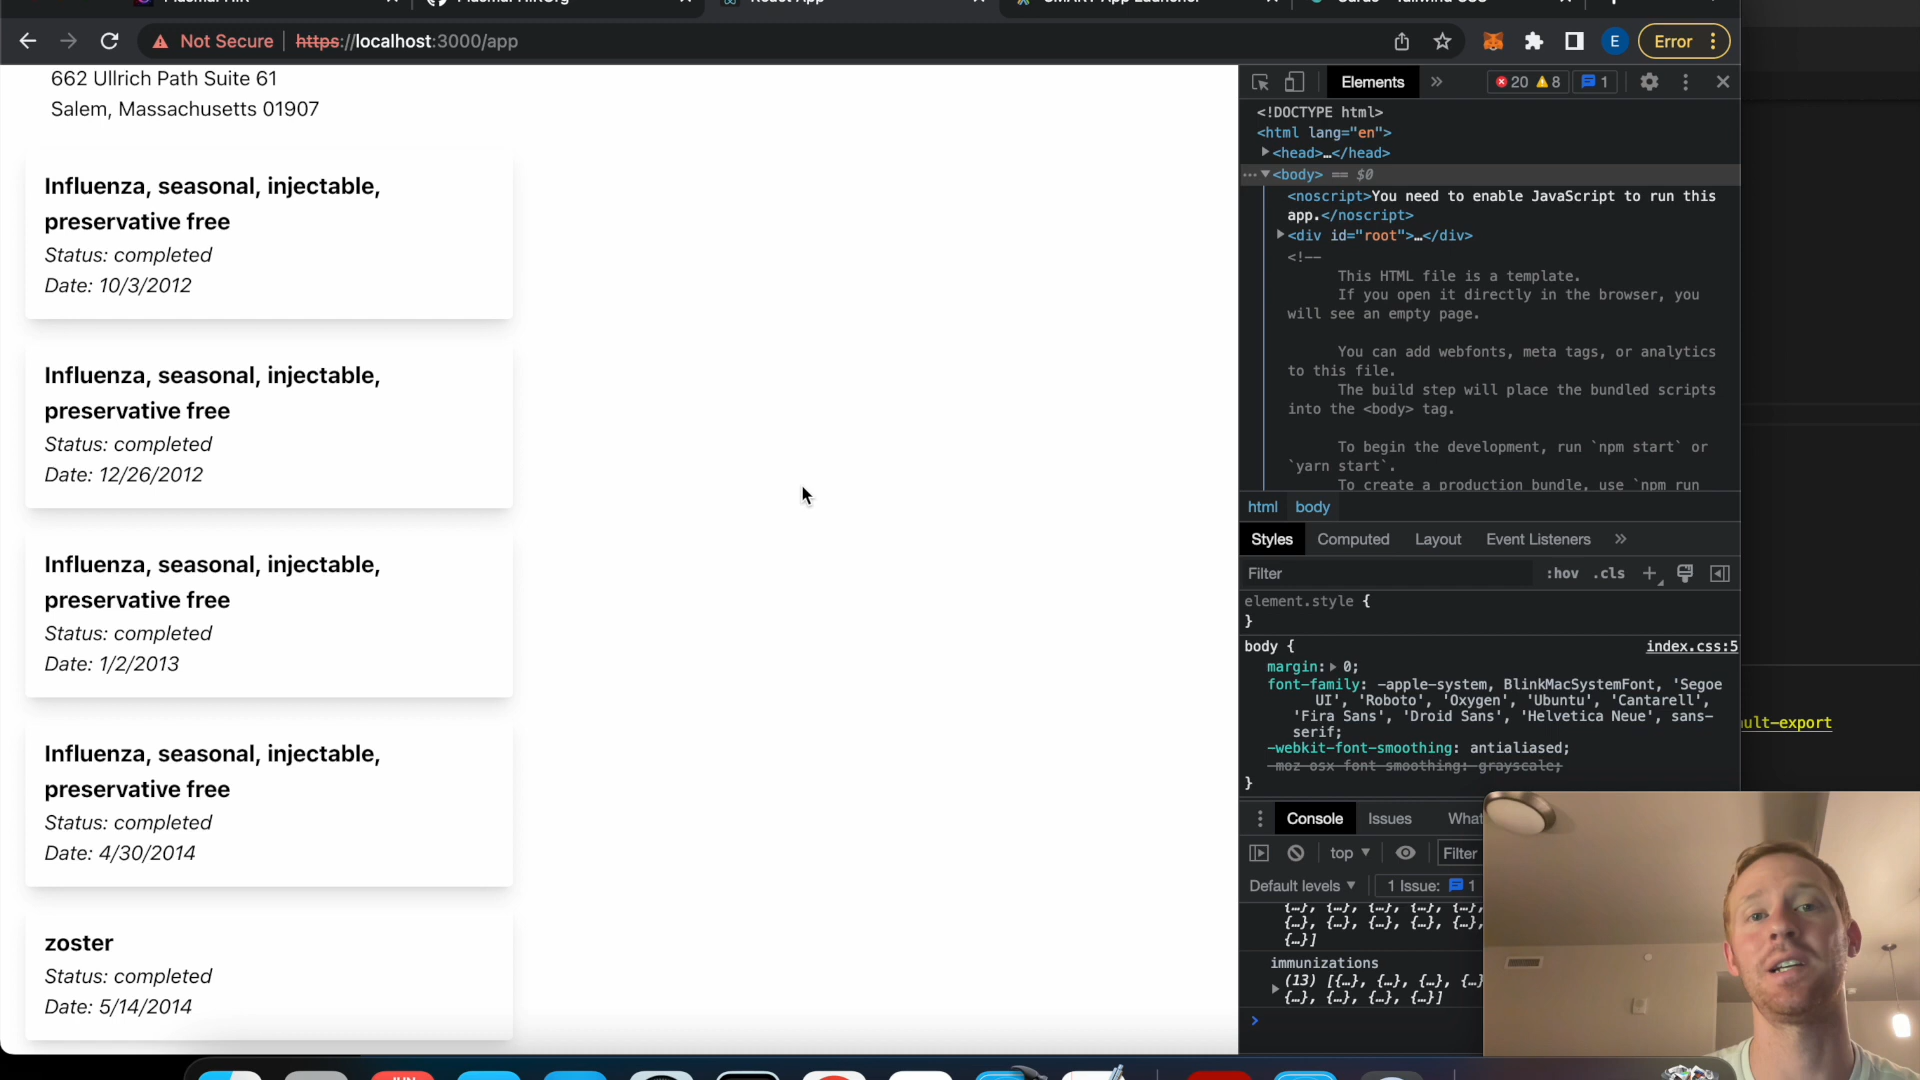 React App
SMART App Launcher
Not Secure
https://localhost:3000/app
E
Error
662 Ullrich Path Suite 61
Salem, Massachusetts 01907
Influenza, seasonal, injectable,
preservative free
Status: completed
Date: 10/3/2012
Influenza, seasonal, injectable,
preservative free
Status: completed
Date: 12/26/2012
Influenza, seasonal, injectable,
preservative free
Status: completed
Date: 1/2/2013
Influenza, seasonal, injectable,
preservative free
Status: completed
Date: 4/30/2014
zoster
Status: completed
Date: 5/14/2014
Elements
20
8
1
<!DOCTYPE html>
<html lang="en">
<head>…</head>
<body> == $0
<noscript>You need to enable JavaScript to run this
app.</noscript>
<div id="root">…</div>
<!--
This HTML file is a template.
If you open it directly in the browser, you
will see an empty page.
You can add webfonts, meta tags, or analytics
to this file.
The build step will place the bundled scripts
into the <body> tag.
To begin the development, run `npm start` or
`yarn start`.
To create a production bundle, use `npm run
html body
Styles Computed Layout Event Listeners
Filter
:hov .cls
element.style {
}
body {
index.css:5
margin: 0;
font-family: -apple-system, BlinkMacSystemFont, 'Segoe
UI', 'Roboto', 'Oxygen', 'Ubuntu', 'Cantarell',
'Fira Sans', 'Droid Sans', 'Helvetica Neue', sans-
serif;
-webkit-font-smoothing: antialiased;
-moz-osx-font-smoothing: grayscale;
}
ult-export
Console Issues What
top
Filter
Default levels
1 Issue: 1
{…}, {…}, {…}, {…},
{…}, {…}, {…}, {…},
{…}]
immunizations
(13) [{…}, {…}, {…}, {…}
{…}, {…}, {…}, {…}]
JUN